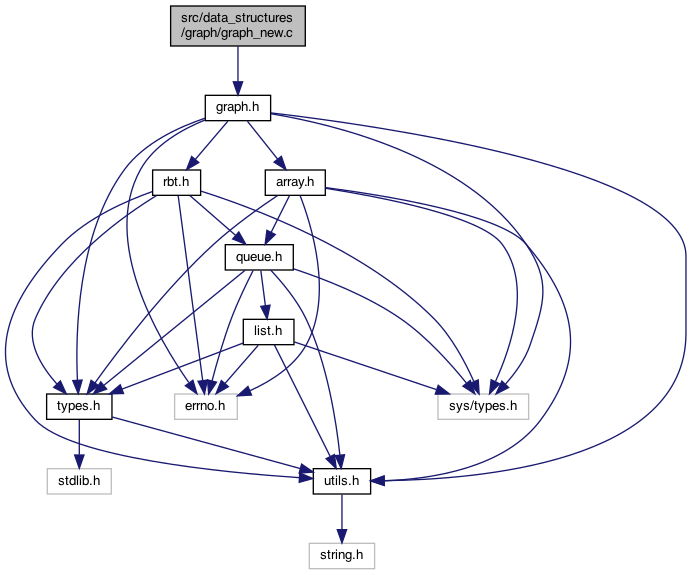 src/data_structures
/graph/graph_new.c
graph.h
rbt.h
array.h
queue.h
list.h
types.h
errno.h
sys/types.h
stdlib.h
utils.h
string.h